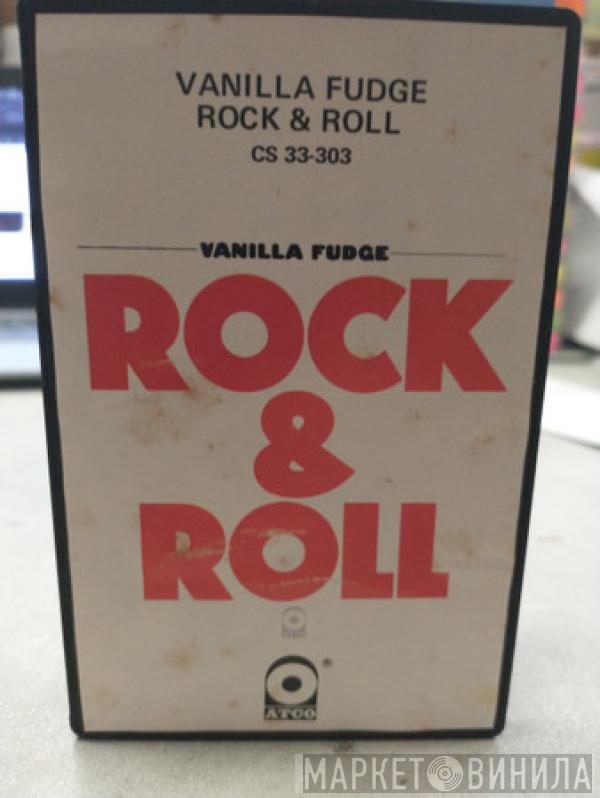 VANILLA FUDGE
ROCK & ROLL
CS 33-303
VANILLA FUDGE
ROCK
&
ROLL
®
ATCO
МАРКЕТ ВИНИЛА